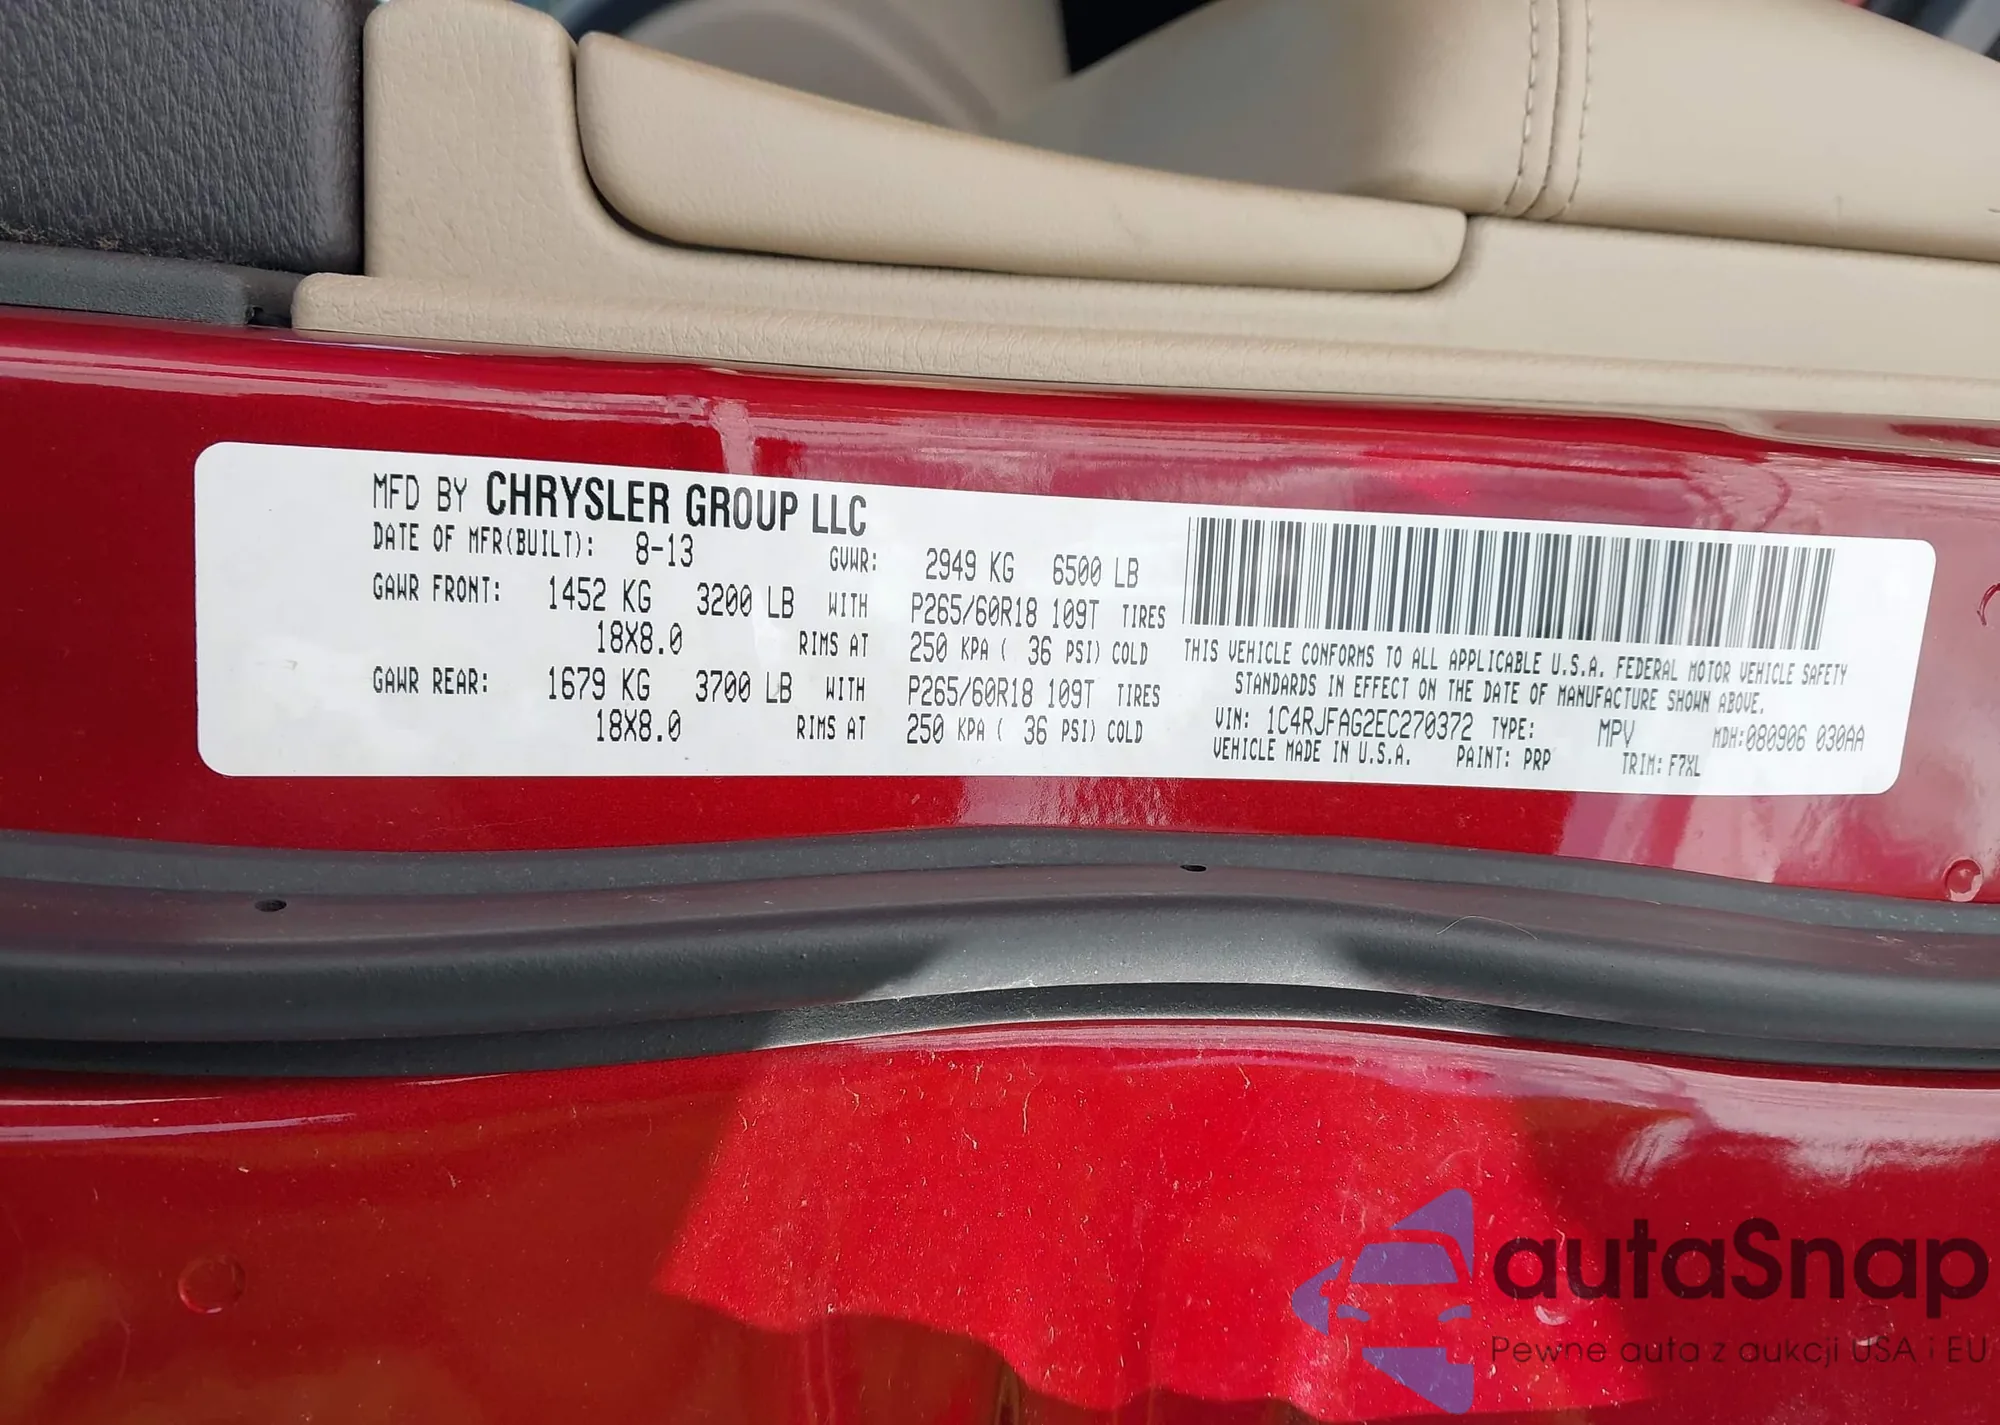 MFD BY CHRYSLER GROUP LLC
DATE OF MFR(BUILT): 8-13 GVWR: 2949 KG 6500 LB
GAWR FRONT: 1452 KG 3200 LB WITH P265/60R18 109T TIRES
18X8.0 RIMS AT 250 KPA ( 36 PSI) COLD
GAWR REAR: 1679 KG 3700 LB WITH P265/60R18 109T TIRES
18X8.0 RIMS AT 250 KPA ( 36 PSI) COLD
THIS VEHICLE CONFORMS TO ALL APPLICABLE U.S.A. FEDERAL MOTOR VEHICLE SAFETY
STANDARDS IN EFFECT ON THE DATE OF MANUFACTURE SHOWN ABOVE.
VIN: 1C4RJFAG2EC270372 TYPE: MPV MDH:080906 030AA
VEHICLE MADE IN U.S.A. PAINT: PRP TRIM: F7XL
autaSnap
Pewne auta z aukcji USA i EU